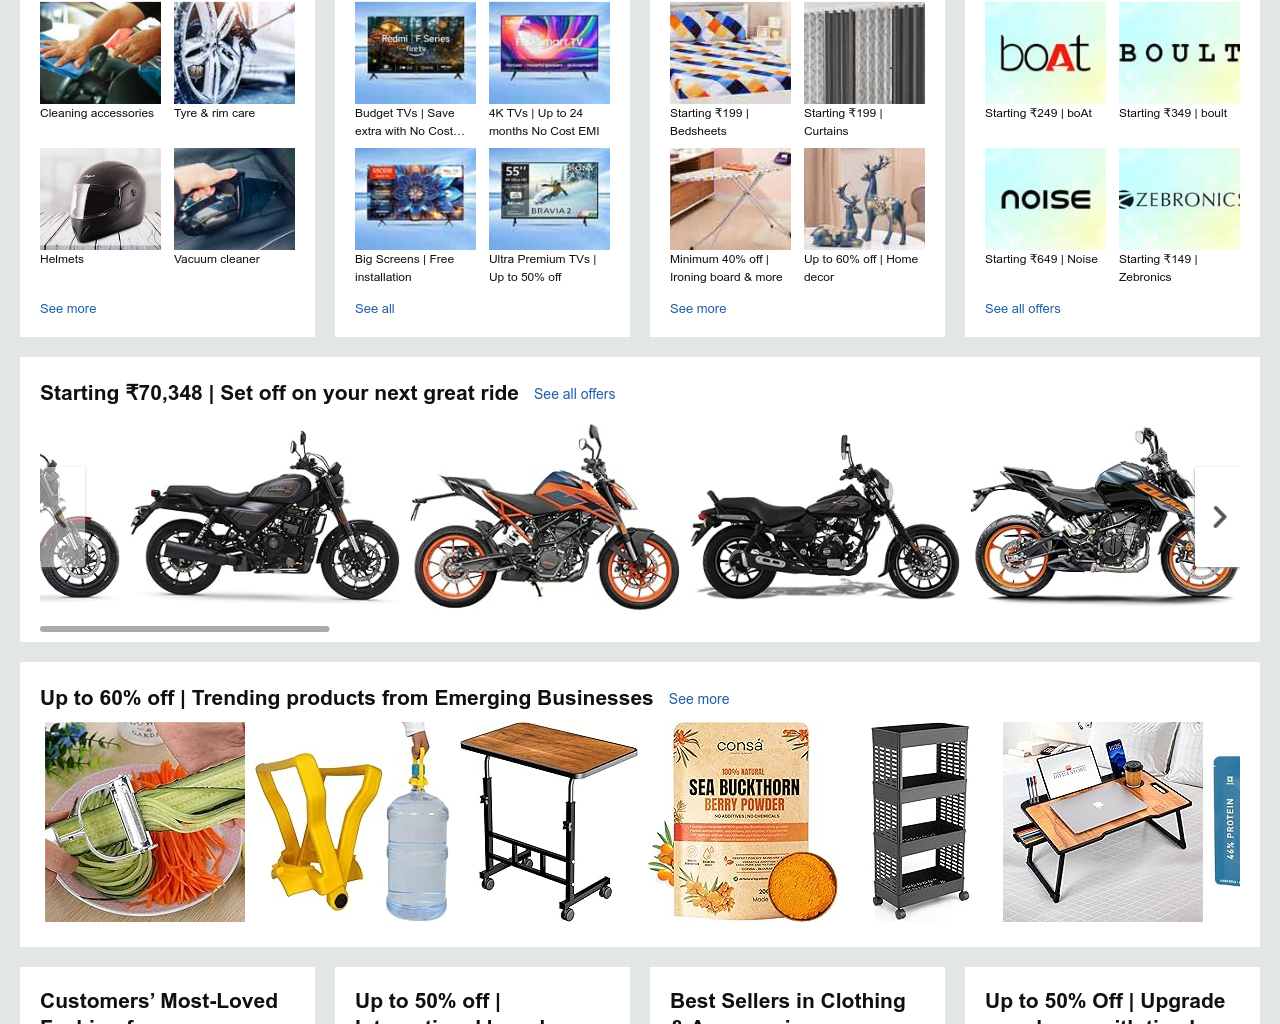 Redmi | F Series
firetv
Cleaning accessories
Tyre & rim care
Budget TVs | Save
extra with No Cost…
4K TVs | Up to 24
months No Cost EMI
Starting ₹199 |
Bedsheets
Starting ₹199 |
Curtains
boAt
BOULT
Starting ₹249 | boAt
Starting ₹349 | boult
55"
SONY
BRAVIA 2
noise
ZEBRONICS
Helmets
Vacuum cleaner
Big Screens | Free
installation
Ultra Premium TVs |
Up to 50% off
Minimum 40% off |
Ironing board & more
Up to 60% off | Home
decor
Starting ₹649 | Noise
Starting ₹149 |
Zebronics
See more
See all
See more
See all offers
Starting ₹70,348 | Set off on your next great ride
See all offers
Up to 60% off | Trending products from Emerging Businesses
See more
consá
100% NATURAL
SEA BUCKTHORN
BERRY POWDER
NO ADDITIVES | NO CHEMICALS
46% PROTEIN
Customers’ Most-Loved
Up to 50% off |
Best Sellers in Clothing
Up to 50% Off | Upgrade